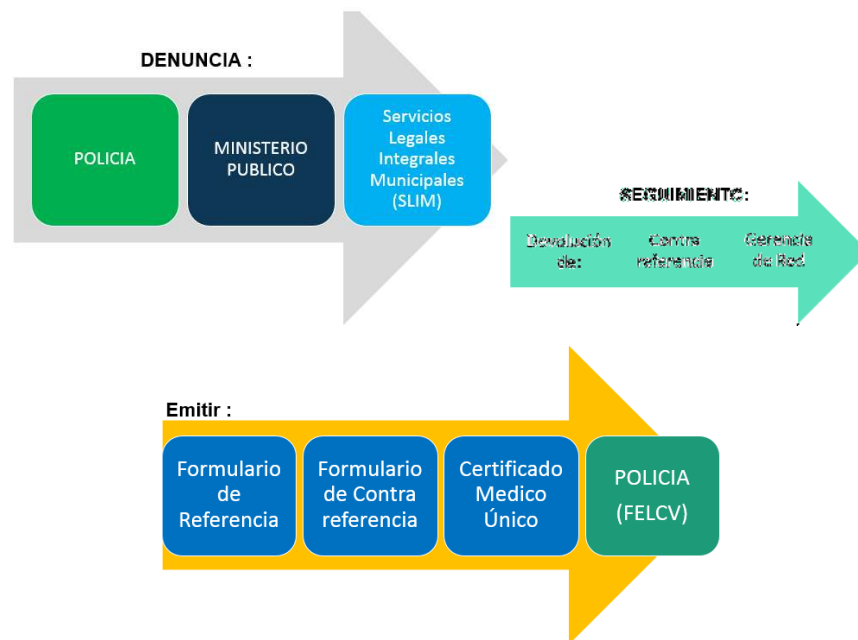 DENUNCIA :
POLICIA
MINISTERIO
PUBLICO
Servicios
Legales
Integrales
Municipales
(SLIM)
SEGUIMIENTO:
Devolución
de:
Contra
referencia
Gerencia
de Red
Emitir :
Formulario
de
Referencia
Formulario
de Contra
referencia
Certificado
Medico
Único
POLICIA
(FELCV)